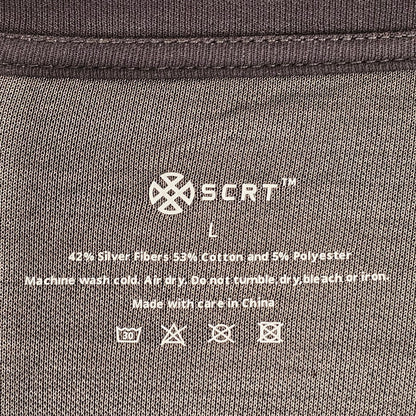 SCRT™
L
42% Silver Fibers 53% Cotton and 5% Polyester
Machine wash cold. Air dry. Do not tumble, dry,bleach or iron.
Made with care in China
30